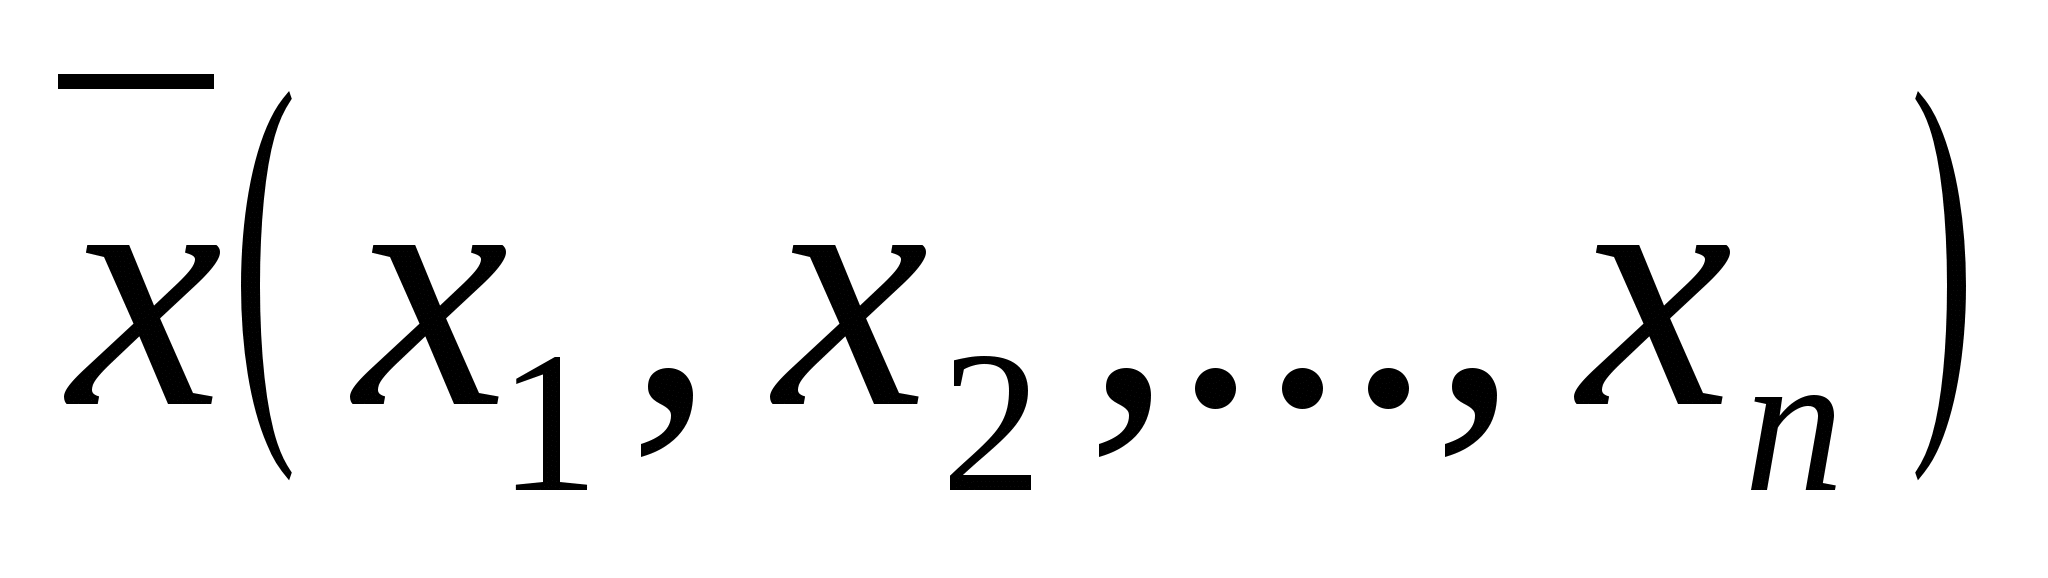 x̅(x₁, x₂,..., xₙ)